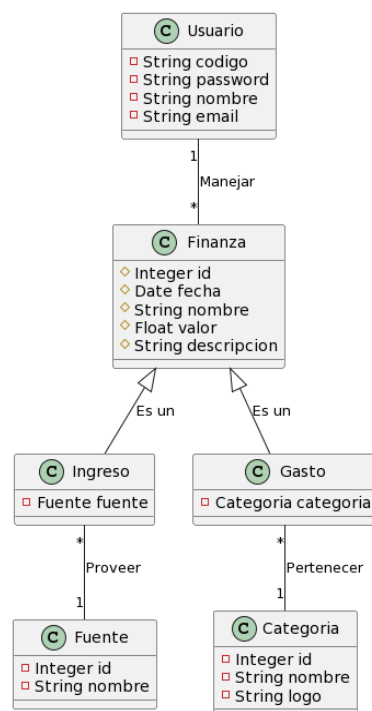 C Usuario
String codigo
String password
String nombre
String email
1
Manejar
*
C Finanza
Integer id
Date fecha
String nombre
Float valor
String descripcion
Es un
Es un
C Ingreso
Fuente fuente
C Gasto
Categoria categoria
*
Proveer
1
*
Pertenecer
1
C Fuente
Integer id
String nombre
C Categoria
Integer id
String nombre
String logo